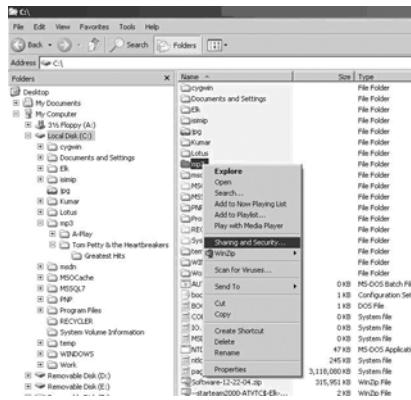 C:\
File Edit View Favorites Tools Help
Back Search Folders
Address C:\
Folders
Desktop
My Documents
My Computer
3½ Floppy (A:)
Local Disk (C:)
cygwin
Documents and Settings
Elk
isimip
jpg
Kumar
Lotus
mp3
A-Play
Tom Petty & the Heartbreakers
Greatest Hits
msdn
MSOCache
MSSQL7
PNP
Program Files
RECYCLER
System Volume Information
temp
WINDOWS
Work
Removable Disk (D:)
Removable Disk (E:)
Name Size Type
cygwin File Folder
Documents and Settings File Folder
Elk File Folder
isimip File Folder
jpg File Folder
Kumar File Folder
Lotus File Folder
mp3 File Folder
File Folder
File Folder
File Folder
File Folder
File Folder
File Folder
File Folder
File Folder
File Folder
File Folder
0 KB MS-DOS Batch Fil
1 KB Configuration Set
1 KB DOS File
0 KB System file
0 KB System file
0 KB System file
47 KB MS-DOS Applicati
245 KB System file
3,118,080 KB System file
Software-12-22-04.zip 315,951 KB WinZip File
2 KB WinZip File
Explore
Open
Search...
Add to Now Playing List
Add to Playlist...
Play with Media Player
Sharing and Security...
WinZip
Scan for Viruses...
Send To
Cut
Copy
Create Shortcut
Delete
Rename
Properties